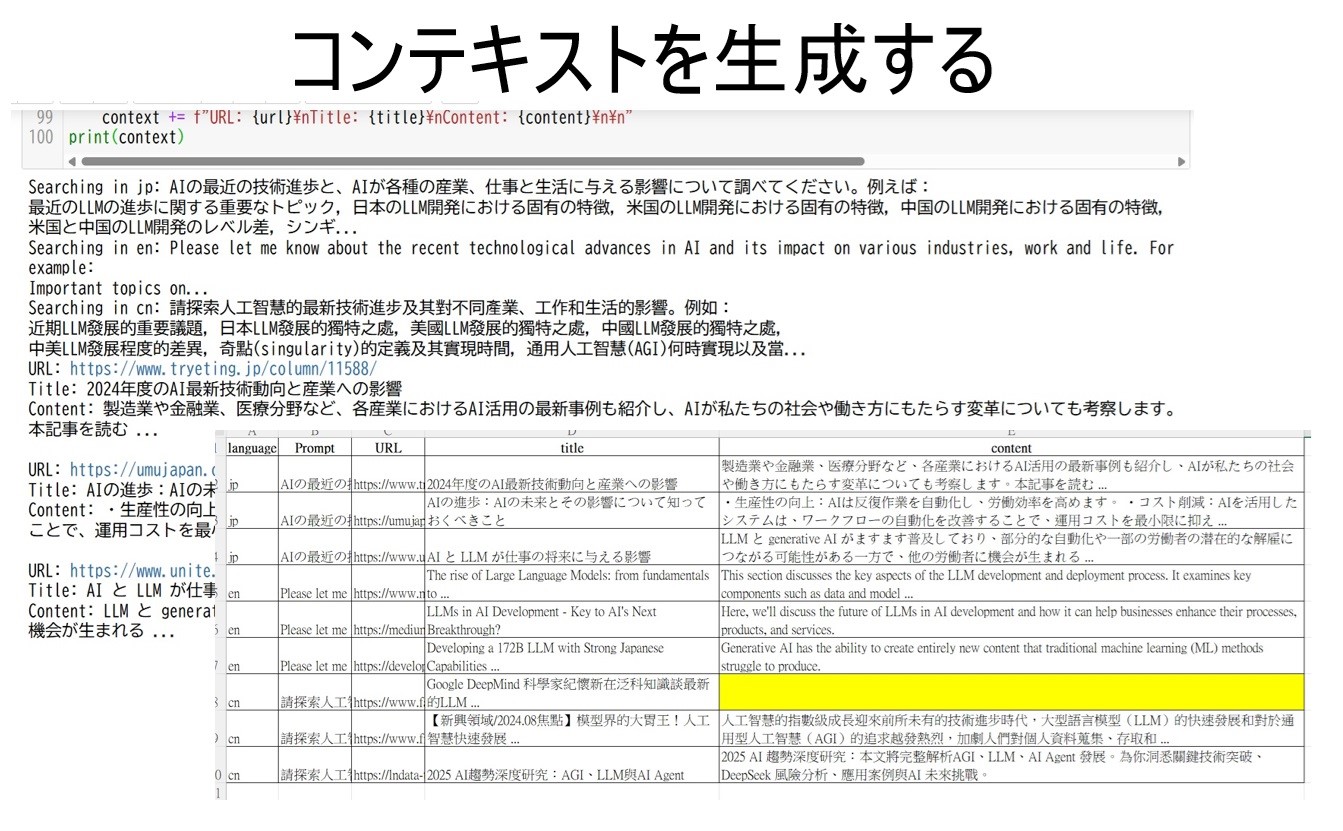 コンテキストを生成する
99 context += f"URL: {url}¥nTitle: {title}¥nContent: {content}¥n¥n"
100 print(context)
Searching in jp: AIの最近の技術進歩と、AIが各種の産業、仕事と生活に与える影響について調べてください。例えば：
最近のLLMの進歩に関する重要なトピック, 日本のLLM開発における固有の特徴, 米国のLLM開発における固有の特徴, 中国のLLM開発における固有の特徴,
米国と中国のLLM開発のレベル差, シンギ...
Searching in en: Please let me know about the recent technological advances in AI and its impact on various industries, work and life. For
example:
Important topics on...
Searching in cn: 請探索人工智慧的最新技術進步及其對不同產業、工作和生活的影響。例如：
近期LLM發展的重要議題, 日本LLM發展的獨特之處, 美國LLM發展的獨特之處, 中國LLM發展的獨特之處,
中美LLM發展程度的差異, 奇點(singularity)的定義及其實現時間, 通用人工智慧(AGI)何時實現以及當...
URL: https://www.tryeting.jp/column/11588/
Title: 2024年度のAI最新技術動向と産業への影響
Content: 製造業や金融業、医療分野など、各産業におけるAI活用の最新事例も紹介し、AIが私たちの社会や働き方にもたらす変革についても考察します。
本記事を読む ...
URL: https://umujapan.c
Title: AIの進歩：AIの未
Content: ・生産性の向上
ことで、運用コストを最小
URL: https://www.unite.
Title: AI と LLM が仕事
Content: LLM と generat
機会が生まれる ...
A B C D E
language Prompt URL title content
jp AIの最近の技 https://www.tr 2024年度のAI最新技術動向と産業への影響 製造業や金融業、医療分野など、各産業におけるAI活用の最新事例も紹介し、AIが私たちの社会
や働き方にもたらす変革についても考察します。本記事を読む ...
jp AIの最近の技 https://umujap AIの進歩：AIの未来とその影響について知って
おくべきこと
・生産性の向上：AIは反復作業を自動化し、労働効率を高めます。 ・コスト削減：AIを活用した
システムは、ワークフローの自動化を改善することで、運用コストを最小限に抑え ...
jp AIの最近の技 https://www.u AI と LLM が仕事の将来に与える影響
LLM と generative AI がますます普及しており、部分的な自動化や一部の労働者の潜在的な解雇に
つながる可能性がある一方で、他の労働者に機会が生まれる ...
en Please let me https://www.n The rise of Large Language Models: from fundamentals
to ...
This section discusses the key aspects of the LLM development and deployment process. It examines key
components such as data and model ...
en Please let me https://mediur LLMs in AI Development - Key to AI's Next
Breakthrough?
Here, we'll discuss the future of LLMs in AI development and how it can help businesses enhance their processes,
products, and services.
en Please let me https://develop Developing a 172B LLM with Strong Japanese
Capabilities ...
Generative AI has the ability to create entirely new content that traditional machine learning (ML) methods
struggle to produce.
cn 請探索人工智 https://www.f Google DeepMind 科學家紀懷新在泛科知識談最新
的LLM ...
cn 請探索人工智 https://www.f 【新興領域/2024.08焦點】模型界的大胃王！人工
智慧快速發展 ...
人工智慧的指數級成長迎來前所未有的技術進步時代，大型語言模型（LLM）的快速發展和對於通
用型人工智慧（AGI）的追求越發熱烈，加劇人們對個人資料蒐集、存取和 ...
cn 請探索人工智 https://lndata- 2025 AI趨勢深度研究：AGI、LLM與AI Agent
2025 AI 趨勢深度研究：本文將完整解析AGI、LLM、AI Agent 發展。為你洞悉關鍵技術突破、
DeepSeek 風險分析、應用案例與AI 未來挑戰。